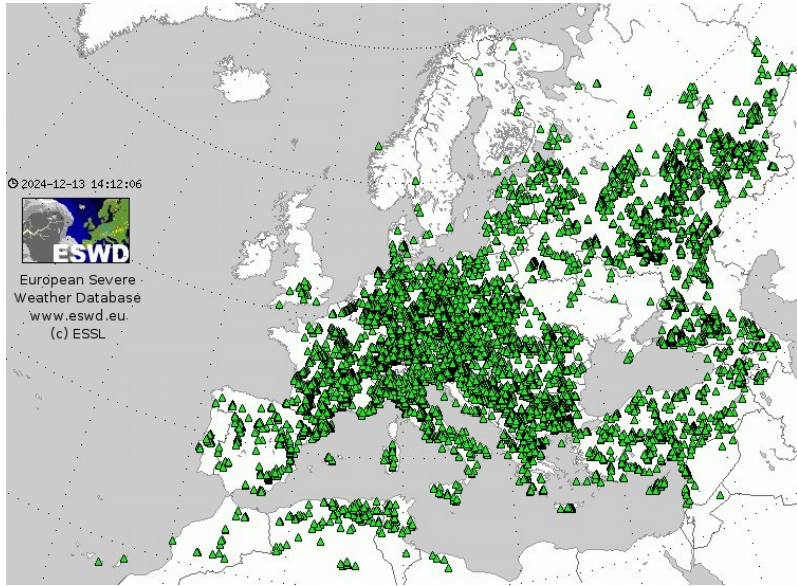 2024-12-13 14:12:06
ESWD
European Severe
Weather Database
www.eswd.eu
(c) ESSL